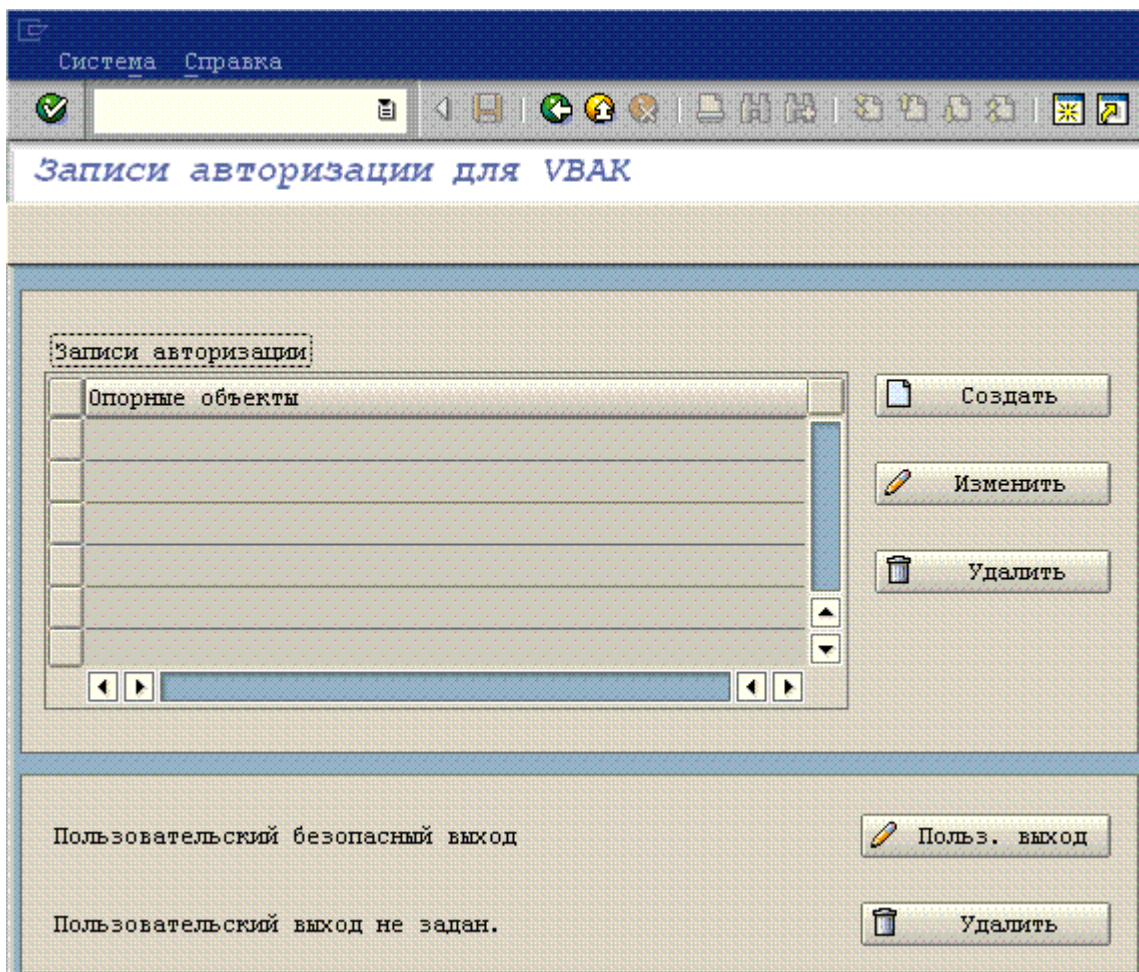 Система Справка
Записи авторизации для VBAK
Записи авторизации
Опорные объекты
Создать
Изменить
Удалить
Пользовательский безопасный выход
Польз. выход
Пользовательский выход не задан.
Удалить